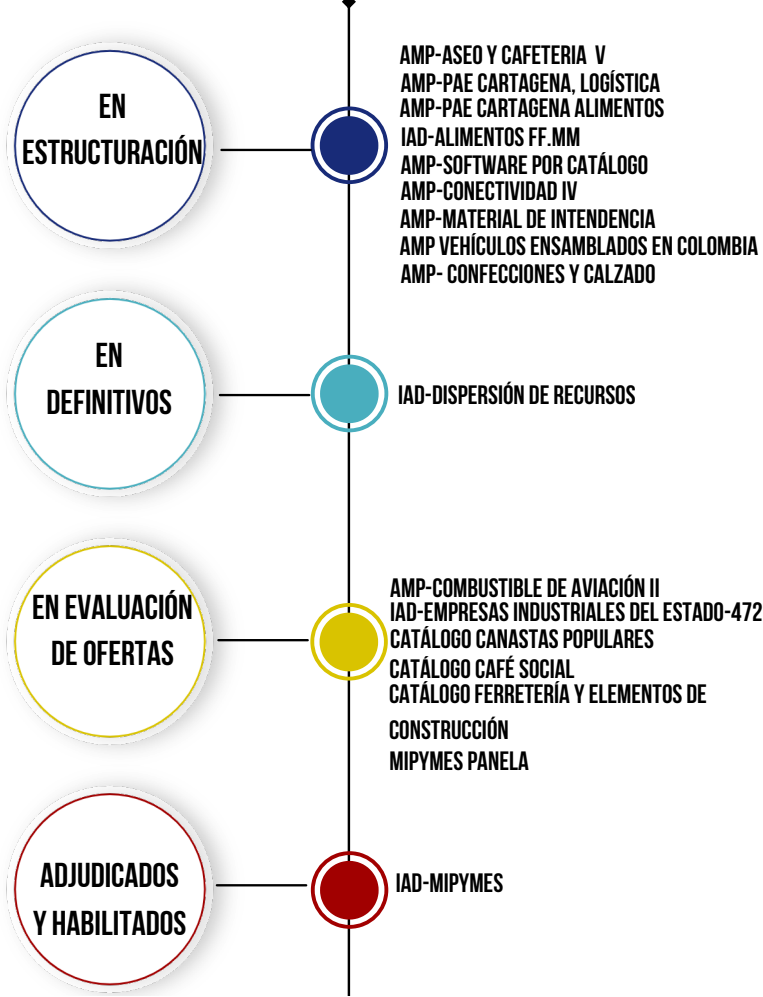 EN
ESTRUCTURACIÓN
AMP-ASEO Y CAFETERIA V
AMP-PAE CARTAGENA, LOGÍSTICA
AMP-PAE CARTAGENA ALIMENTOS
IAD-ALIMENTOS FF.MM
AMP-SOFTWARE POR CATÁLOGO
AMP-CONECTIVIDAD IV
AMP-MATERIAL DE INTENDENCIA
AMP VEHÍCULOS ENSAMBLADOS EN COLOMBIA
AMP- CONFECCIONES Y CALZADO
EN
DEFINITIVOS
IAD-DISPERSIÓN DE RECURSOS
EN EVALUACIÓN
DE OFERTAS
AMP-COMBUSTIBLE DE AVIACIÓN II
IAD-EMPRESAS INDUSTRIALES DEL ESTADO-472
CATÁLOGO CANASTAS POPULARES
CATÁLOGO CAFÉ SOCIAL
CATÁLOGO FERRETERÍA Y ELEMENTOS DE
CONSTRUCCIÓN
MIPYMES PANELA
ADJUDICADOS
Y HABILITADOS
IAD-MIPYMES